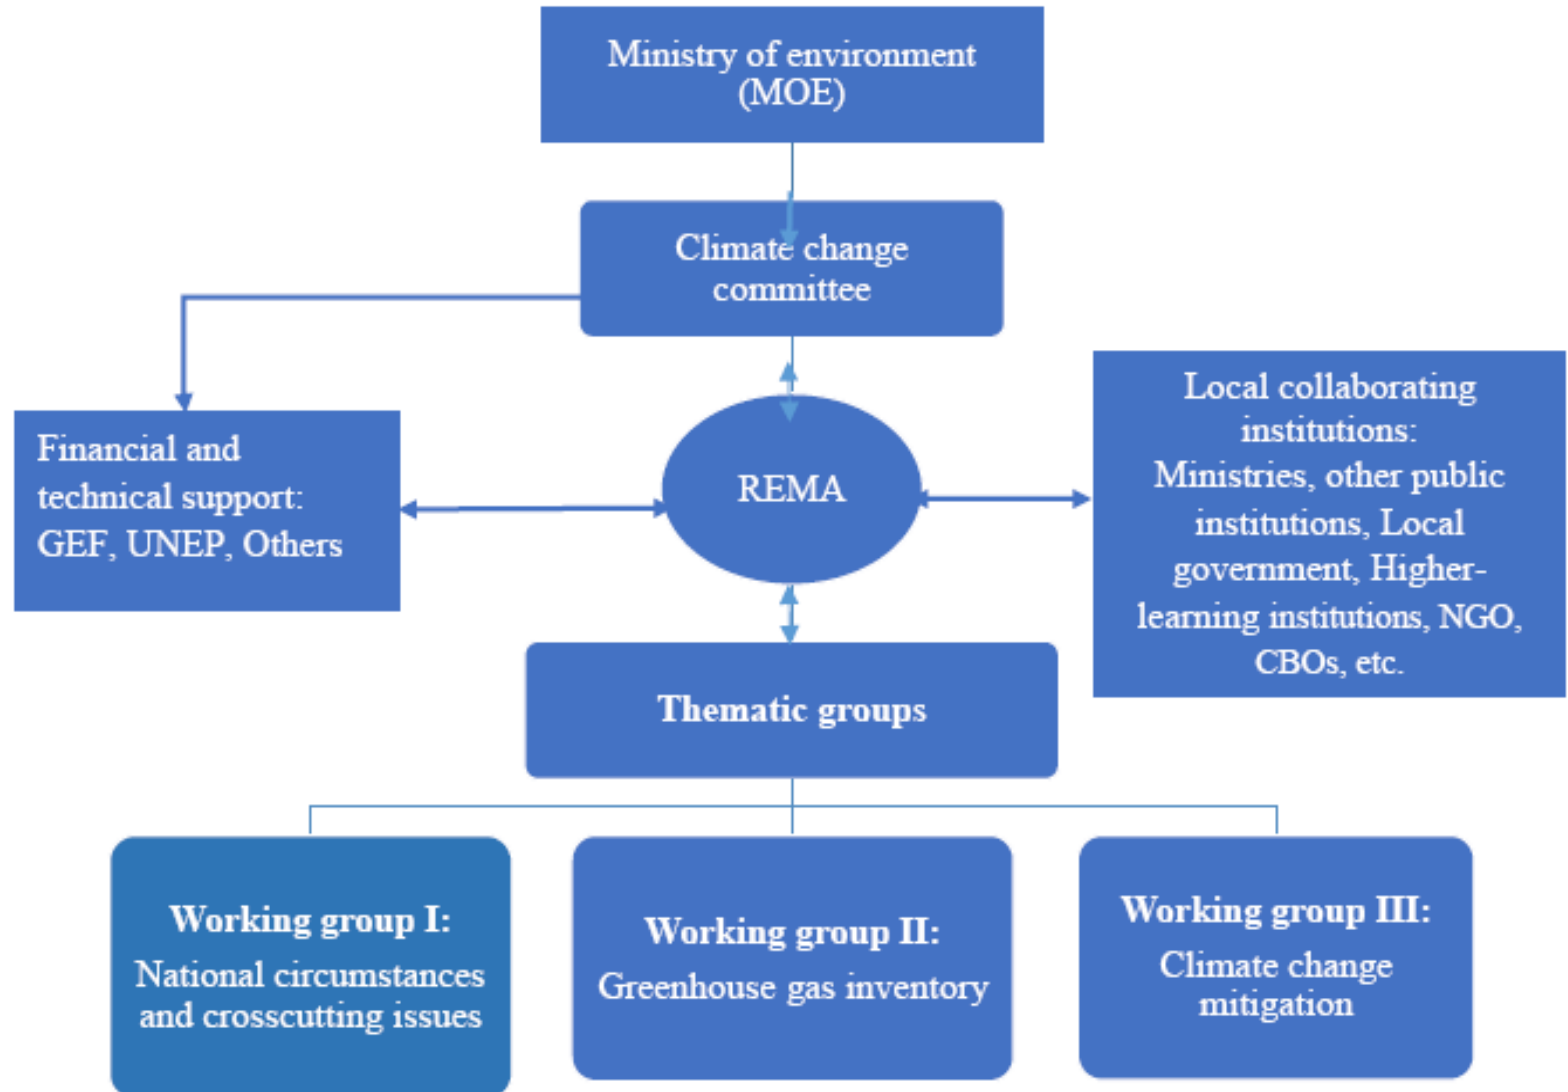 Ministry of environment
(MOE)
Climate change
committee
Financial and
technical support:
GEF, UNEP, Others
REMA
Local collaborating
institutions:
Ministries, other public
institutions, Local
government, Higher-
learning institutions, NGO,
CBOs, etc.
Thematic groups
Working group I:
National circumstances
and crosscutting issues
Working group II:
Greenhouse gas inventory
Working group III:
Climate change
mitigation